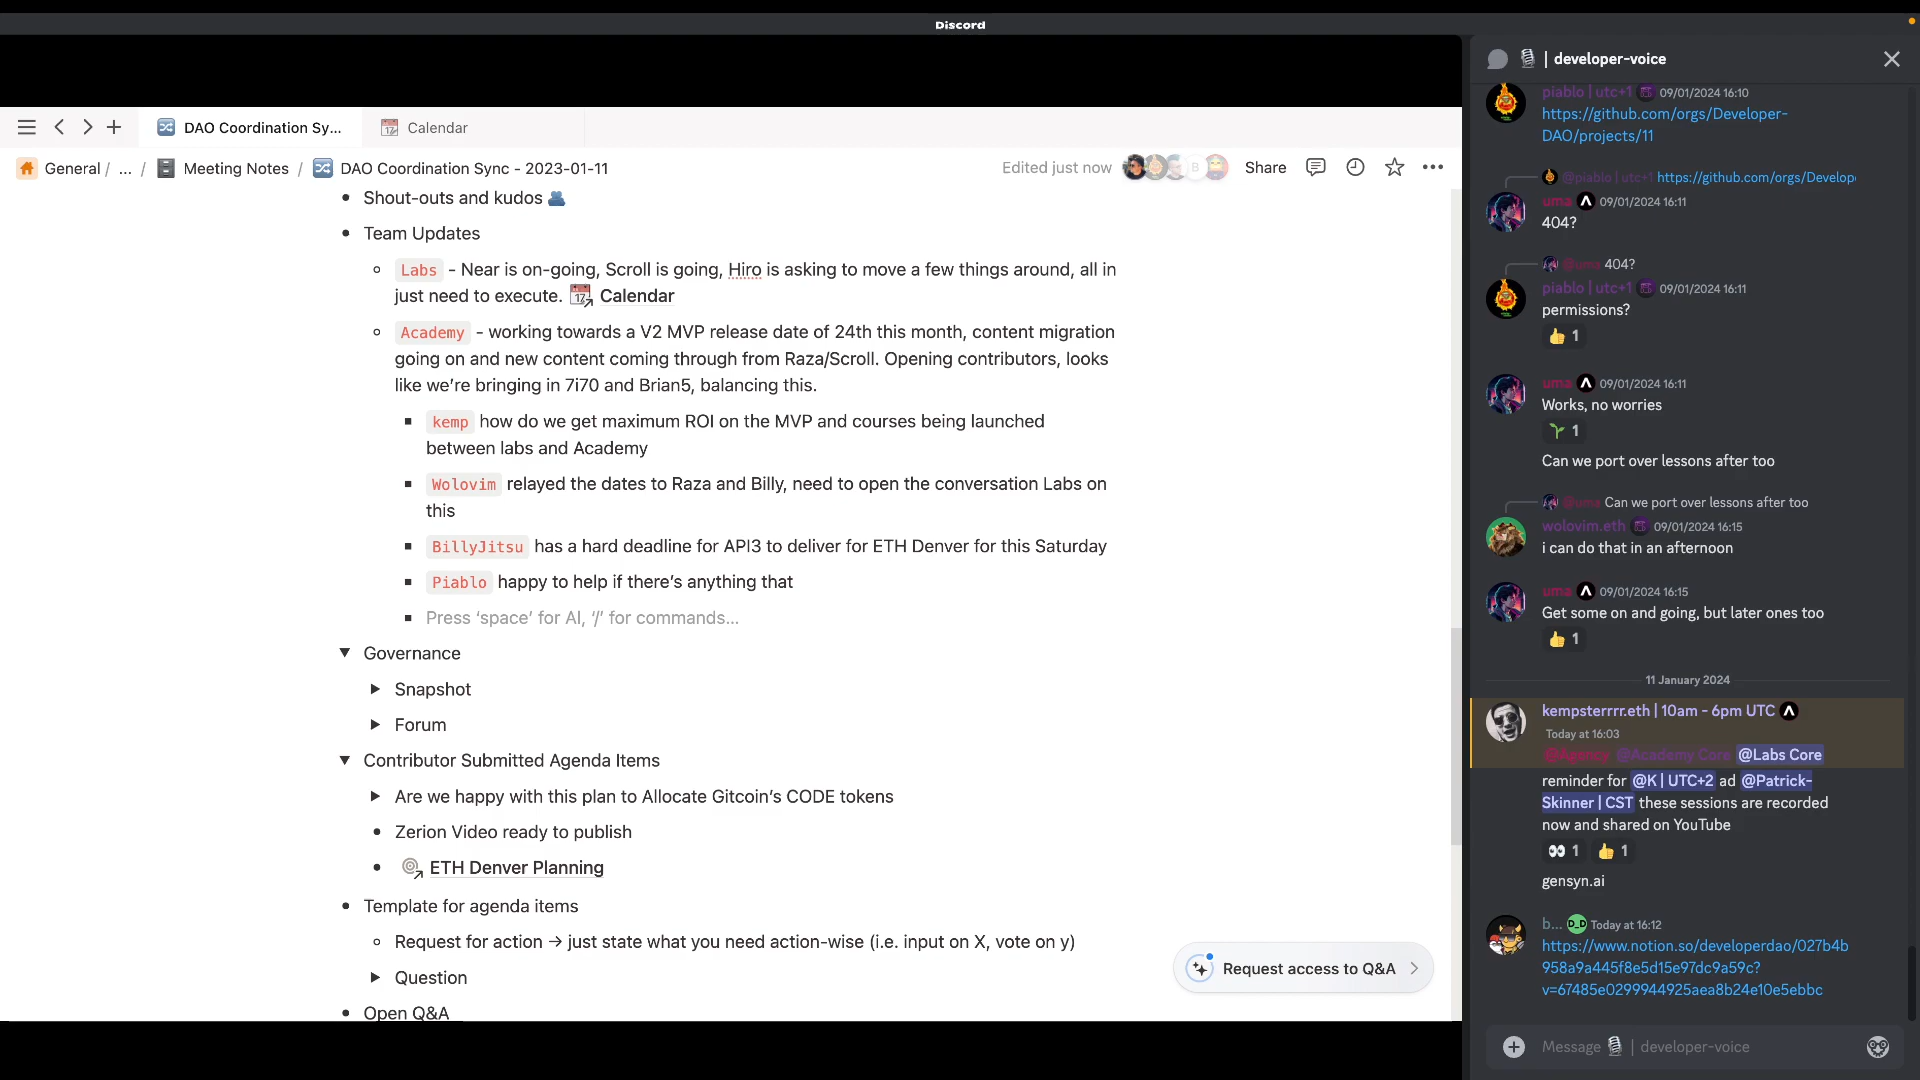 Discord
DAO Coordination Sy...
Calendar
General / ... / Meeting Notes / DAO Coordination Sync - 2023-01-11
Edited just now
B
Share
Shout-outs and kudos 👥
Team Updates
Labs - Near is on-going, Scroll is going, Hiro is asking to move a few things around, all in
just need to execute. Calendar
Academy - working towards a V2 MVP release date of 24th this month, content migration
going on and new content coming through from Raza/Scroll. Opening contributors, looks
like we're bringing in 7i70 and Brian5, balancing this.
kemp how do we get maximum ROI on the MVP and courses being launched
between labs and Academy
Wolovim relayed the dates to Raza and Billy, need to open the conversation Labs on
this
BillyJitsu has a hard deadline for API3 to deliver for ETH Denver for this Saturday
Piablo happy to help if there's anything that
Press ‘space’ for AI, ‘/’ for commands...
Governance
Snapshot
Forum
Contributor Submitted Agenda Items
Are we happy with this plan to Allocate Gitcoin's CODE tokens
Zerion Video ready to publish
ETH Denver Planning
Template for agenda items
Request for action → just state what you need action-wise (i.e. input on X, vote on y)
Question
Open Q&A
Request access to Q&A
| developer-voice
piablo | utc+1 09/01/2024 16:10
https://github.com/orgs/Developer-
DAO/projects/11
@piablo | utc+1 https://github.com/orgs/Develop
uma 09/01/2024 16:11
404?
@uma 404?
piablo | utc+1 09/01/2024 16:11
permissions?
👍 1
uma 09/01/2024 16:11
Works, no worries
🌱 1
Can we port over lessons after too
@uma Can we port over lessons after too
wolovim.eth 09/01/2024 16:15
i can do that in an afternoon
uma 09/01/2024 16:15
Get some on and going, but later ones too
👍 1
11 January 2024
kempsterrrr.eth | 10am - 6pm UTC
Today at 16:03
@Agency @Academy Core @Labs Core
reminder for @K | UTC+2 ad @Patrick-
Skinner | CST these sessions are recorded
now and shared on YouTube
👀 1 👍 1
gensyn.ai
b... D_D Today at 16:12
https://www.notion.so/developerdao/027b4b
958a9a445f8e5d15e97dc9a59c?
v=67485e0299944925aea8b24e10e5ebbc
Message | developer-voice